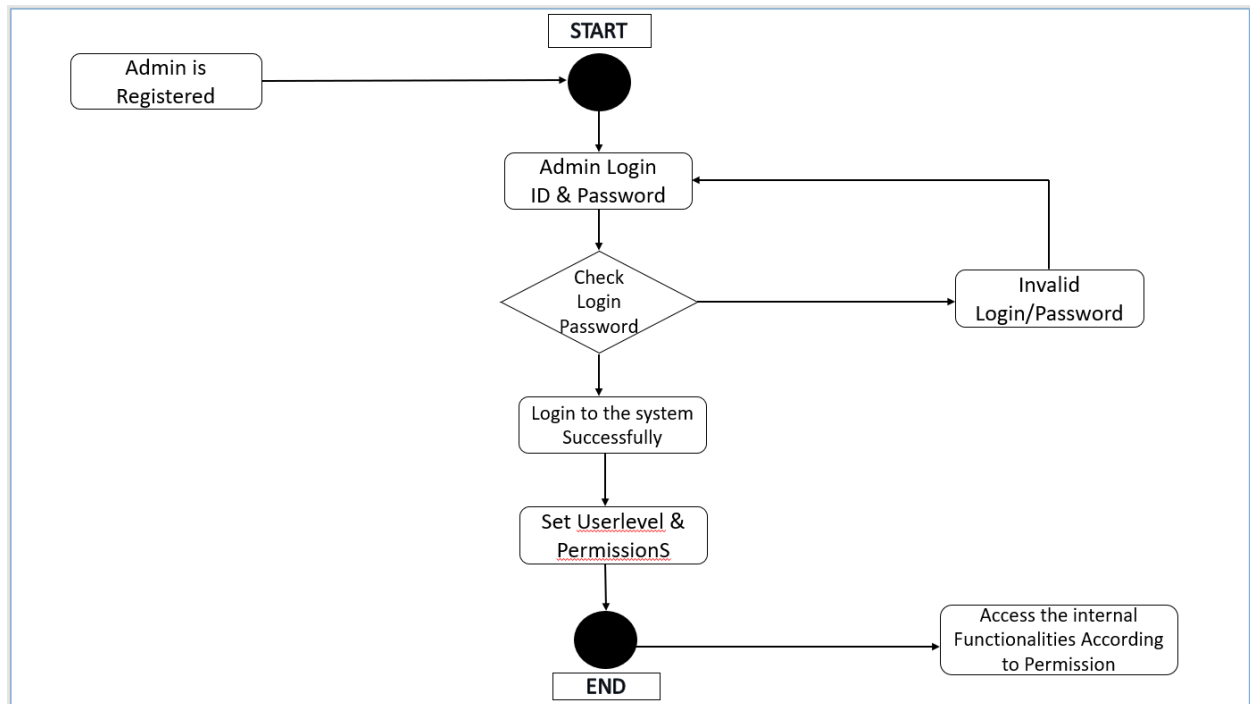 START
Admin is
Registered
Admin Login
ID & Password
Check
Login
Password
Invalid
Login/Password
Login to the system
Successfully
Set Userlevel &
PermissionS
Access the internal
Functionalities According
to Permission
END